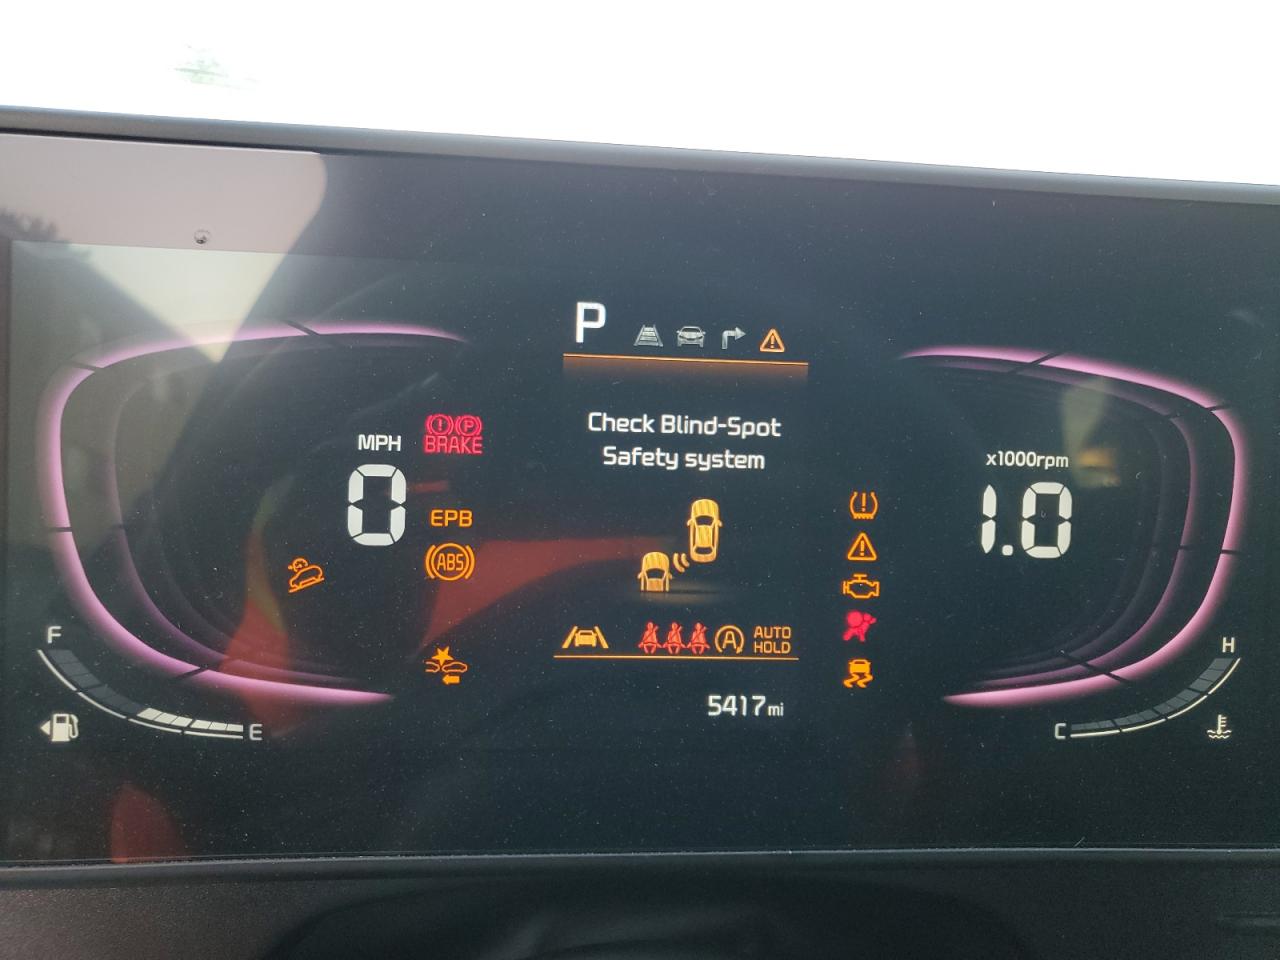 P
Check Blind-Spot
Safety system
MPH
0
BRAKE
EPB
ABS
x1000rpm
1.0
A
AUTO
HOLD
5417mi
F
E
H
C